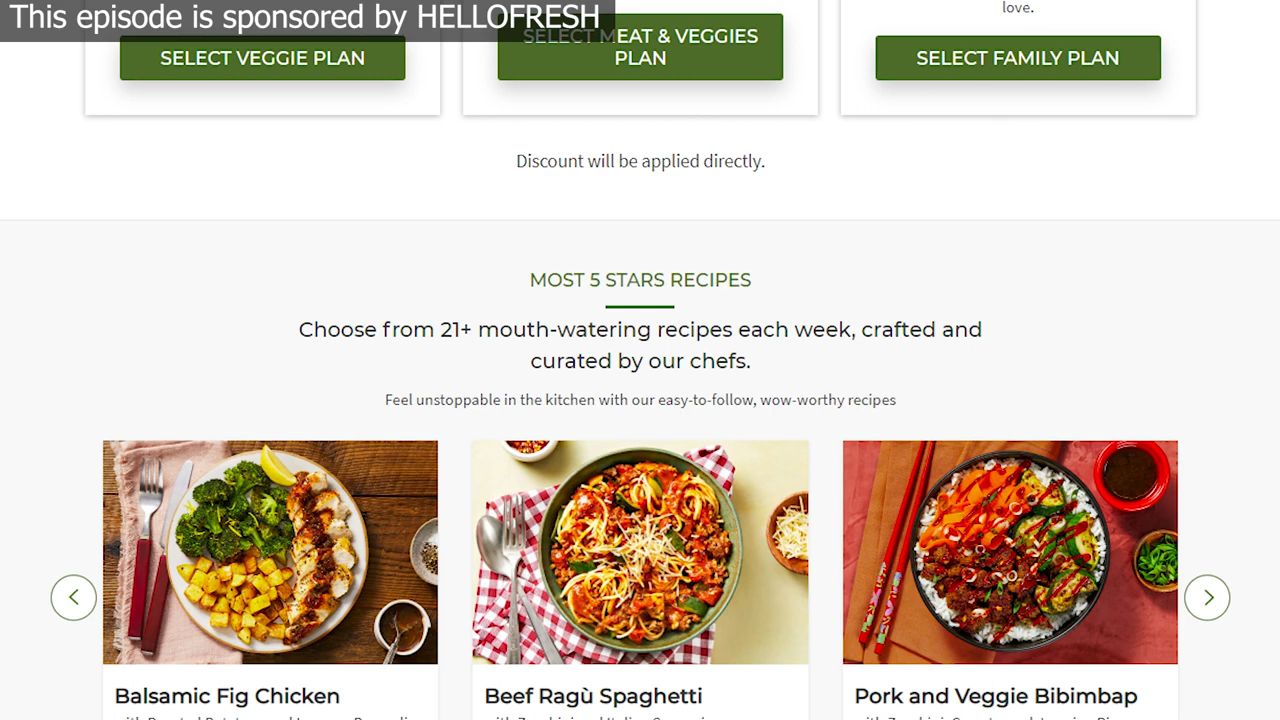 This episode is sponsored by HELLOFRESH
love.
SELECT VEGGIE PLAN
SELECT MEAT & VEGGIES
PLAN
SELECT FAMILY PLAN
Discount will be applied directly.
MOST 5 STARS RECIPES
Choose from 21+ mouth-watering recipes each week, crafted and
curated by our chefs.
Feel unstoppable in the kitchen with our easy-to-follow, wow-worthy recipes
Balsamic Fig Chicken
Beef Ragù Spaghetti
Pork and Veggie Bibimbap